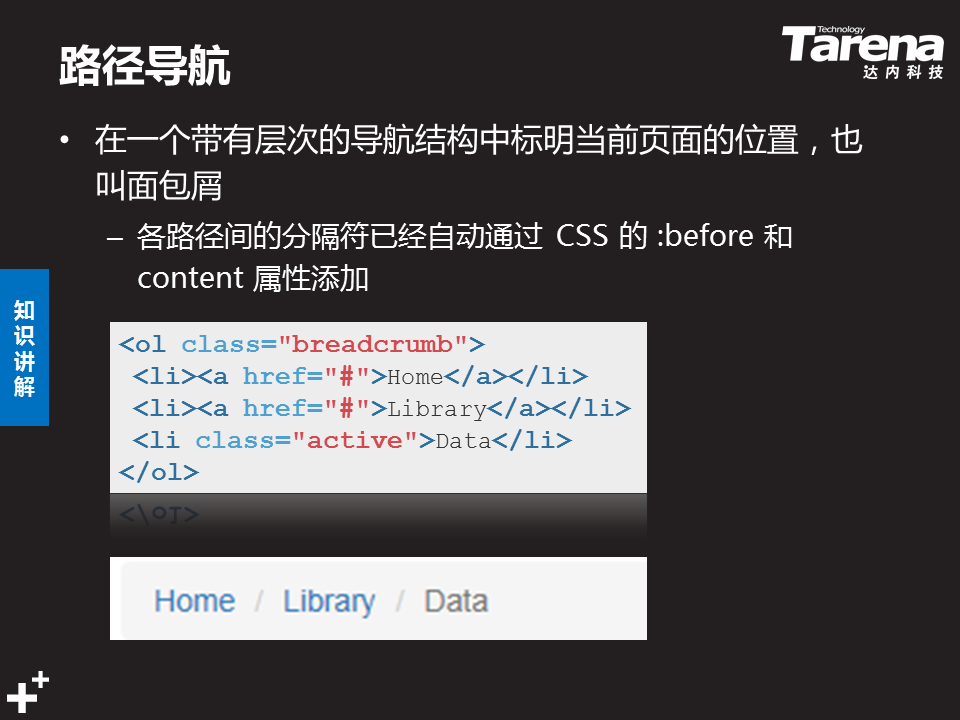 路径导航
Technology
Tarena
达内科技
• 在一个带有层次的导航结构中标明当前页面的位置，也
叫面包屑
– 各路径间的分隔符已经自动通过 CSS 的 :before 和
content 属性添加
知识讲解
<ol class="breadcrumb">
<li><a href="#">Home</a></li>
<li><a href="#">Library</a></li>
<li class="active">Data</li>
</ol>
Home / Library / Data